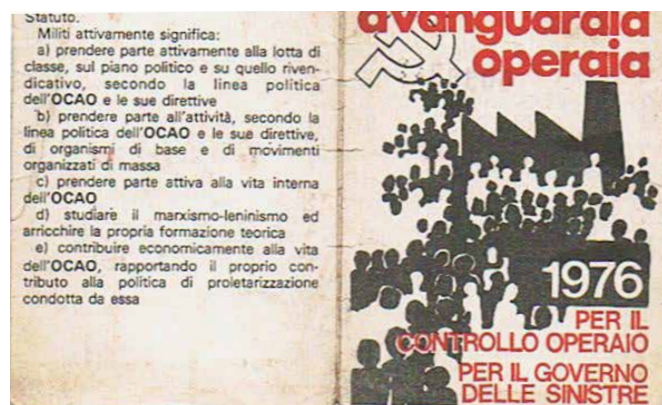 Statuto.
Militi attivamente significa:
a) prendere parte attivamente alla lotta di
classe, sul piano politico e su quello riven-
dicativo, secondo la linea politica
dell'OCAO e le sue direttive
b) prendere parte all'attività, secondo la
linea politica dell'OCAO e le sue direttive,
di organismi di base e di movimenti
organizzati di massa
c) prendere parte attiva alla vita interna
dell'OCAO
d) studiare il marxismo-leninismo ed
arricchire la propria formazione teorica
e) contribuire economicamente alla vita
dell'OCAO, rapportando il proprio con-
tributo alla politica di proletarizzazione
condotta da essa
avanguardia
operaia
1976
PER IL
CONTROLLO OPERAIO
PER IL GOVERNO
DELLE SINISTRE